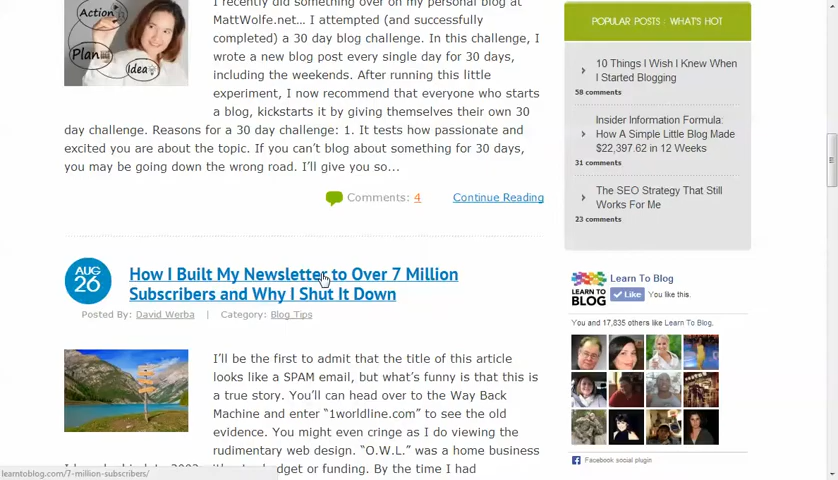 Action
Plan
Idea
I recently did something over on my personal blog at
MattWolfe.net… I attempted (and successfully
completed) a 30 day blog challenge. In this challenge, I
wrote a new blog post every single day for 30 days,
including the weekends. After running this little
experiment, I now recommend that everyone who starts
a blog, kickstarts it by giving themselves their own 30
day challenge. Reasons for a 30 day challenge: 1. It tests how passionate and
excited you are about the topic. If you can't blog about something for 30 days,
you may be going down the wrong road. I'll give you so...
Comments: 4 Continue Reading
AUG
26
How I Built My Newsletter to Over 7 Million
Subscribers and Why I Shut It Down
Posted By: David Werba | Category: Blog Tips
I'll be the first to admit that the title of this article
looks like a SPAM email, but what's funny is that this is
a true story. You'll can head over to the Way Back
Machine and enter "1worldline.com" to see the old
evidence. You might even cringe as I do viewing the
rudimentary web design. "O.W.L." was a home business
budget or funding. By the time I had
learntoblog.com/7-million-subscribers/
POPULAR POSTS : WHAT'S HOT
10 Things I Wish I Knew When
I Started Blogging
58 comments
Insider Information Formula:
How A Simple Little Blog Made
$22,397.62 in 12 Weeks
31 comments
The SEO Strategy That Still
Works For Me
23 comments
LEARN TO
BLOG
Learn To Blog
Like You like this.
You and 17,835 others like Learn To Blog.
Facebook social plugin